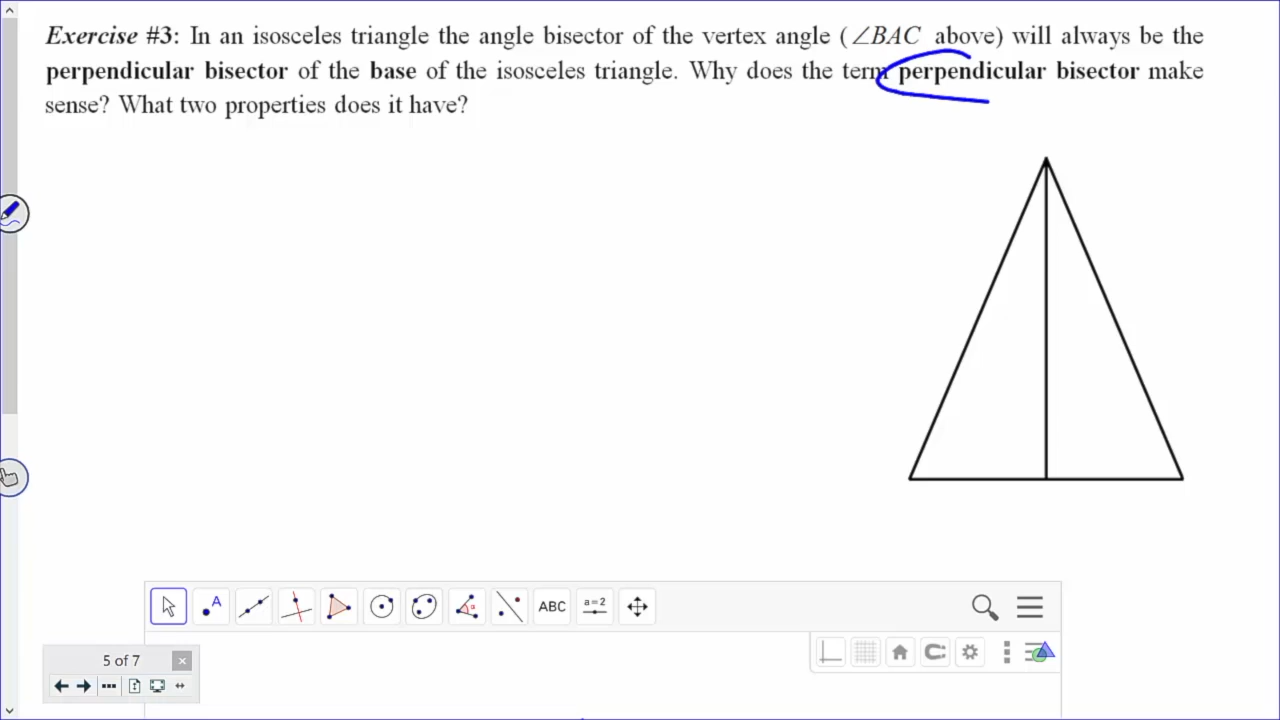 Exercise #3: In an isosceles triangle the angle bisector of the vertex angle (∠BAC above) will always be the
perpendicular bisector of the base of the isosceles triangle. Why does the term perpendicular bisector make
sense? What two properties does it have?
A
ABC
a=2
5 of 7